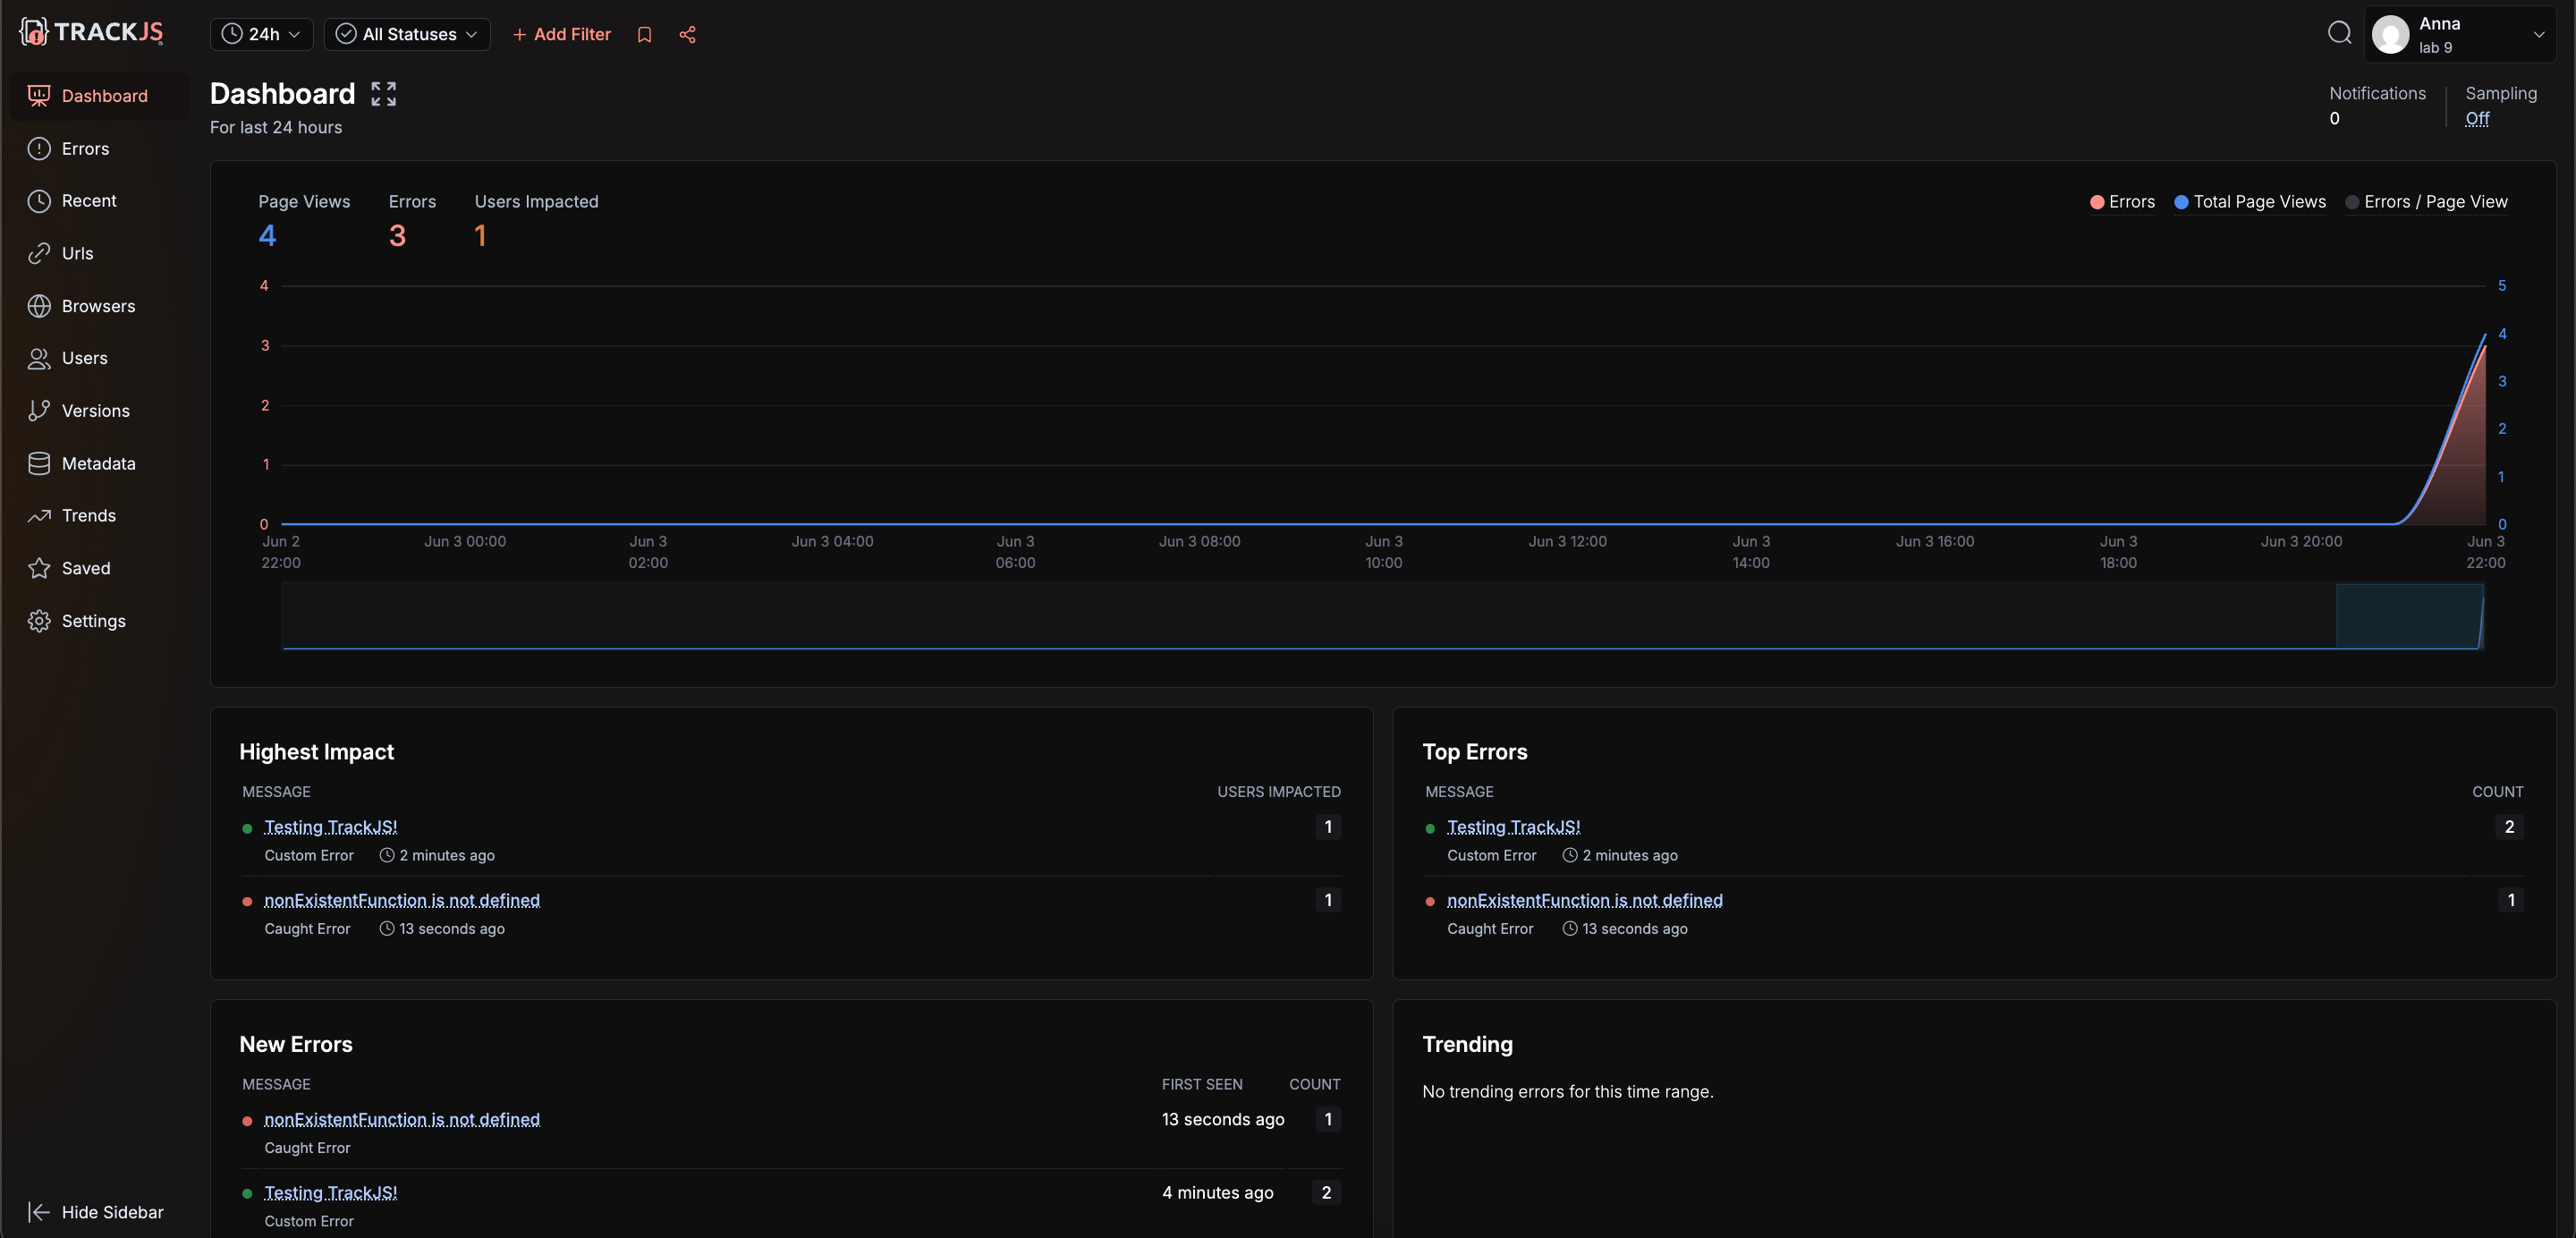 TRACKJS
24h
All Statuses
+ Add Filter
Anna
lab 9
Dashboard
Errors
Recent
Urls
Browsers
Users
Versions
Metadata
Trends
Saved
Settings
Hide Sidebar
Dashboard
For last 24 hours
Notifications
0
Sampling
Off
Page Views
4
Errors
3
Users Impacted
1
Errors
Total Page Views
Errors / Page View
4
3
2
1
0
5
4
3
2
1
0
Jun 2 22:00
Jun 3 00:00
Jun 3 02:00
Jun 3 04:00
Jun 3 06:00
Jun 3 08:00
Jun 3 10:00
Jun 3 12:00
Jun 3 14:00
Jun 3 16:00
Jun 3 18:00
Jun 3 20:00
Jun 3 22:00
Highest Impact
MESSAGE USERS IMPACTED
Testing TrackJS! 1
Custom Error 2 minutes ago
nonExistentFunction is not defined 1
Caught Error 13 seconds ago
Top Errors
MESSAGE COUNT
Testing TrackJS! 2
Custom Error 2 minutes ago
nonExistentFunction is not defined 1
Caught Error 13 seconds ago
New Errors
MESSAGE FIRST SEEN COUNT
nonExistentFunction is not defined 13 seconds ago 1
Caught Error
Testing TrackJS! 4 minutes ago 2
Custom Error
Trending
No trending errors for this time range.